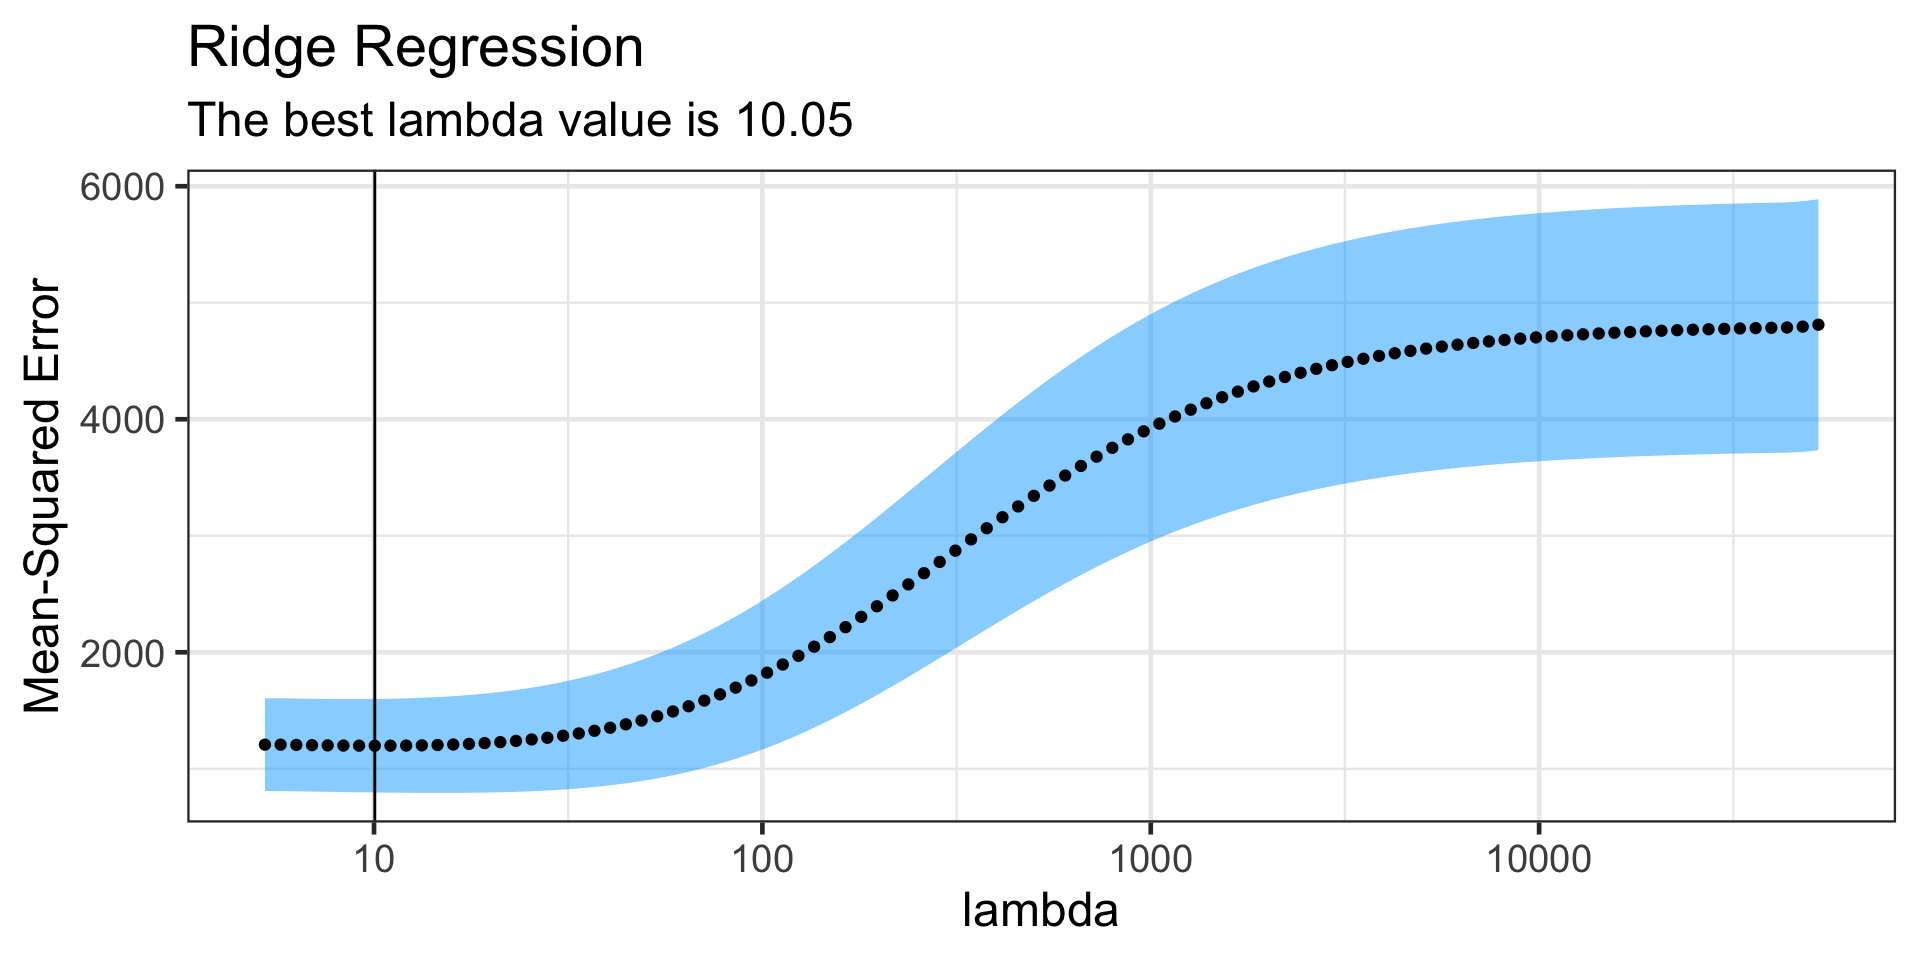 Ridge Regression
The best lambda value is 10.05
Mean-Squared Error
6000
4000
2000
10 100 1000 10000
lambda